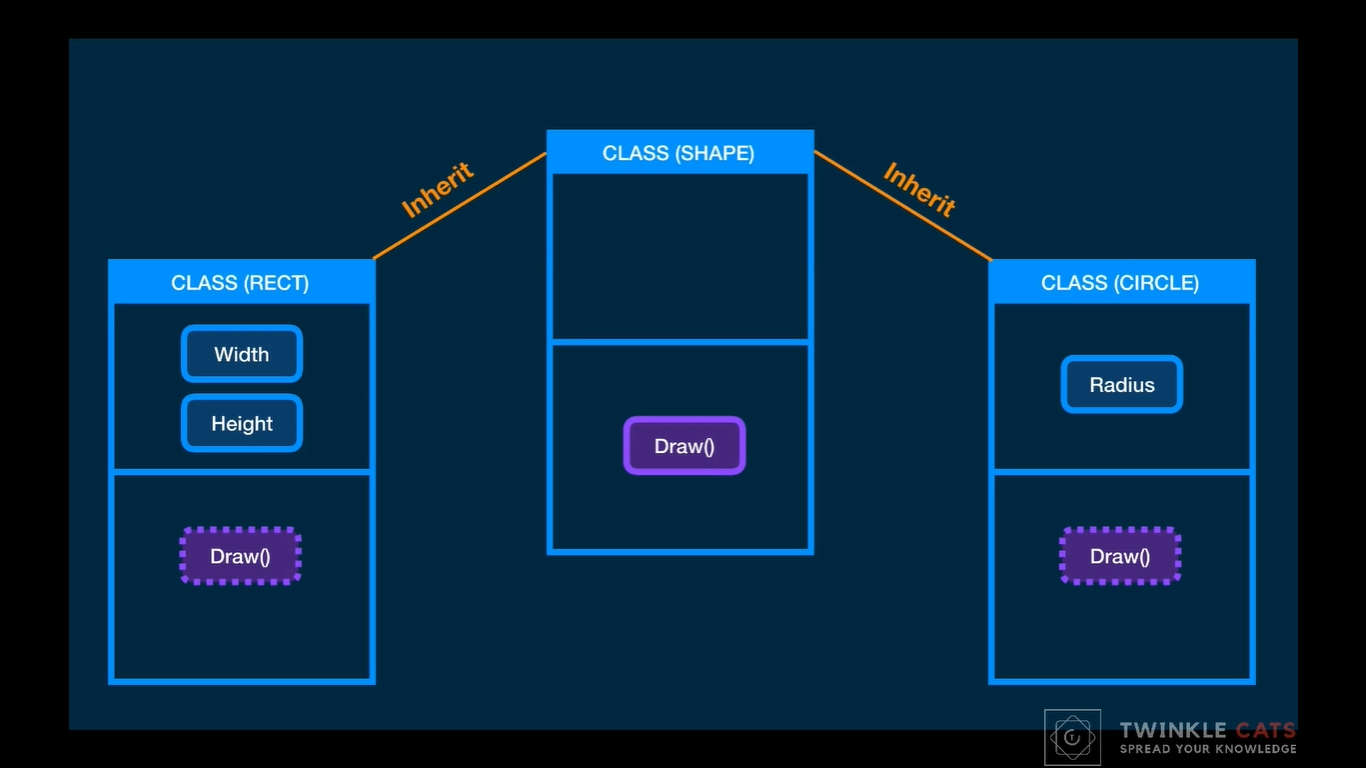 CLASS (SHAPE)
Inherit
Inherit
Draw()
CLASS (RECT)
Width
Height
Draw()
CLASS (CIRCLE)
Radius
Draw()
TWINKLE CATS
SPREAD YOUR KNOWLEDGE